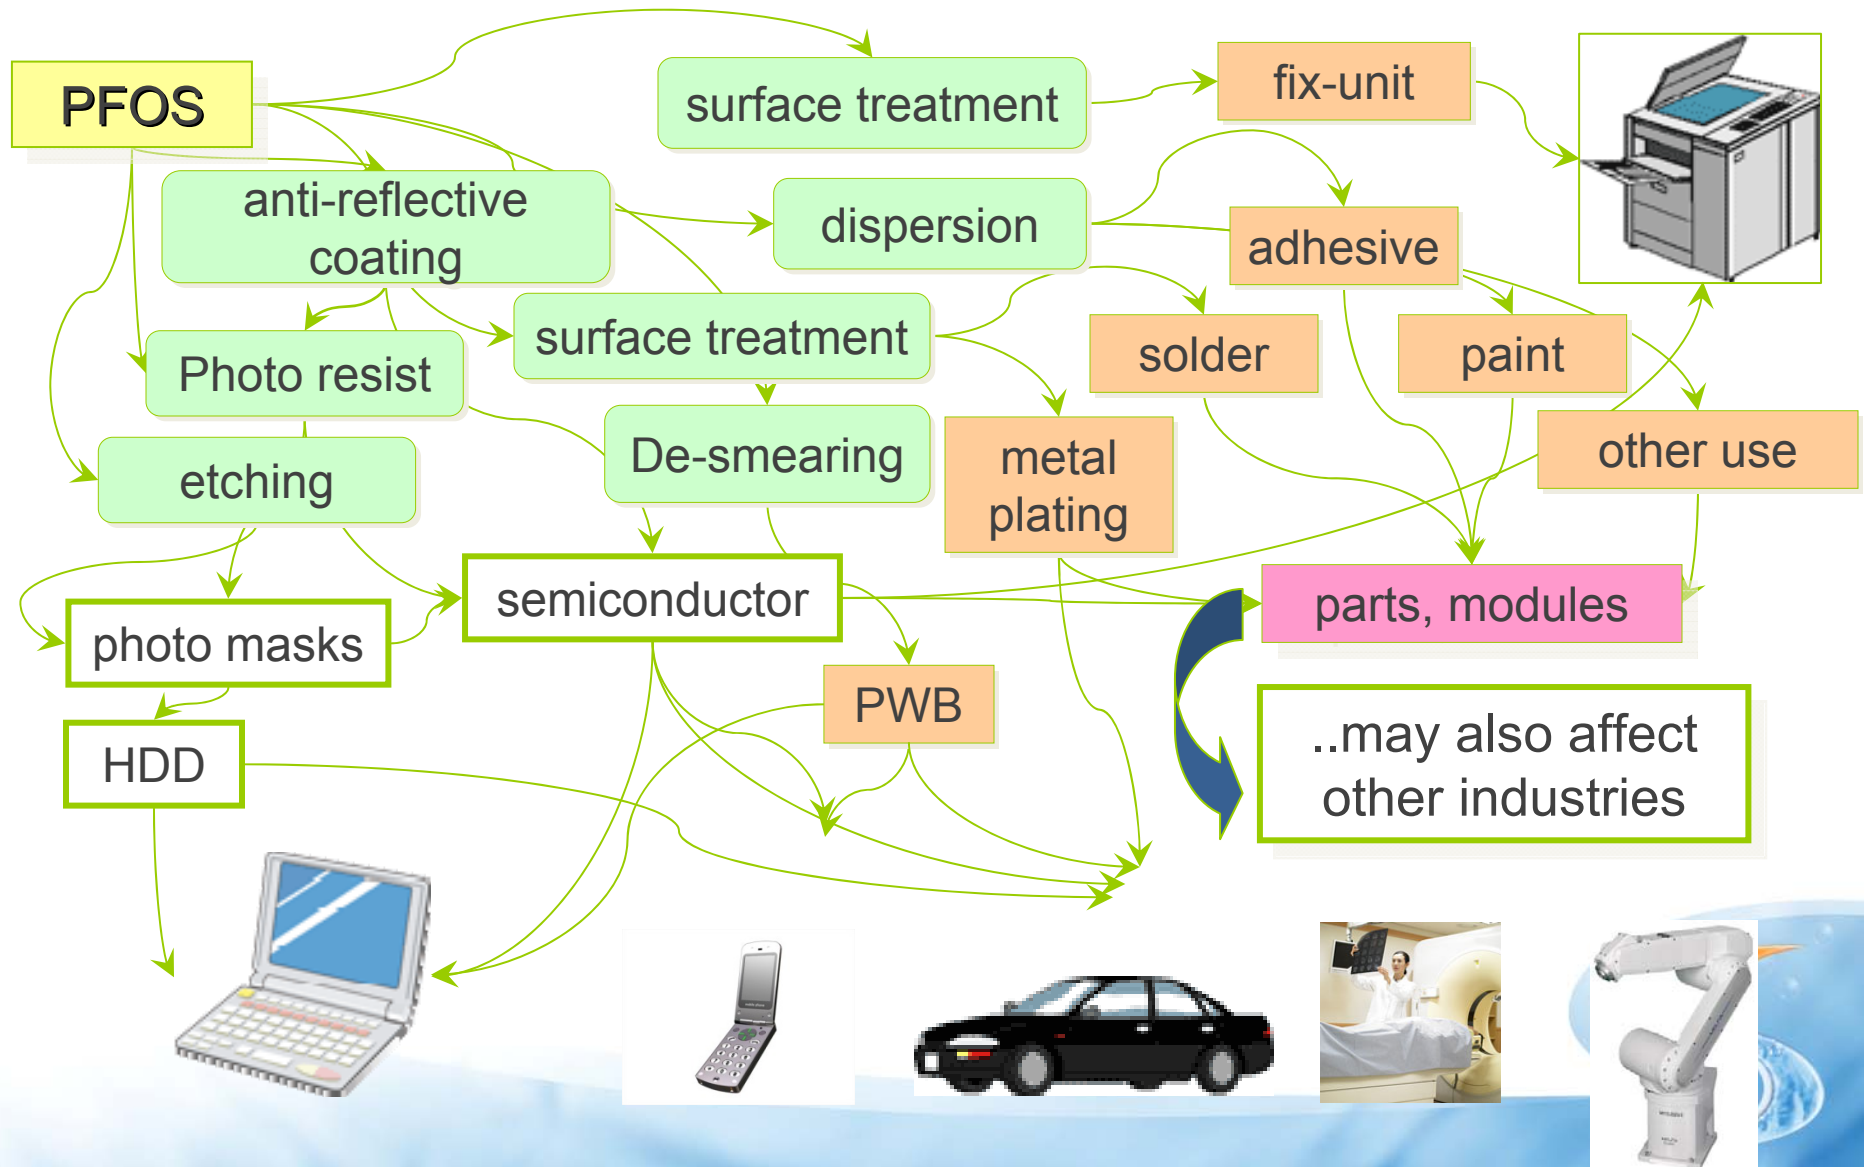 PFOS
surface treatment
fix-unit
anti-reflective
coating
dispersion
adhesive
surface treatment
solder
paint
Photo resist
De-smearing
metal
plating
other use
etching
semiconductor
parts, modules
photo masks
PWB
HDD
..may also affect
other industries